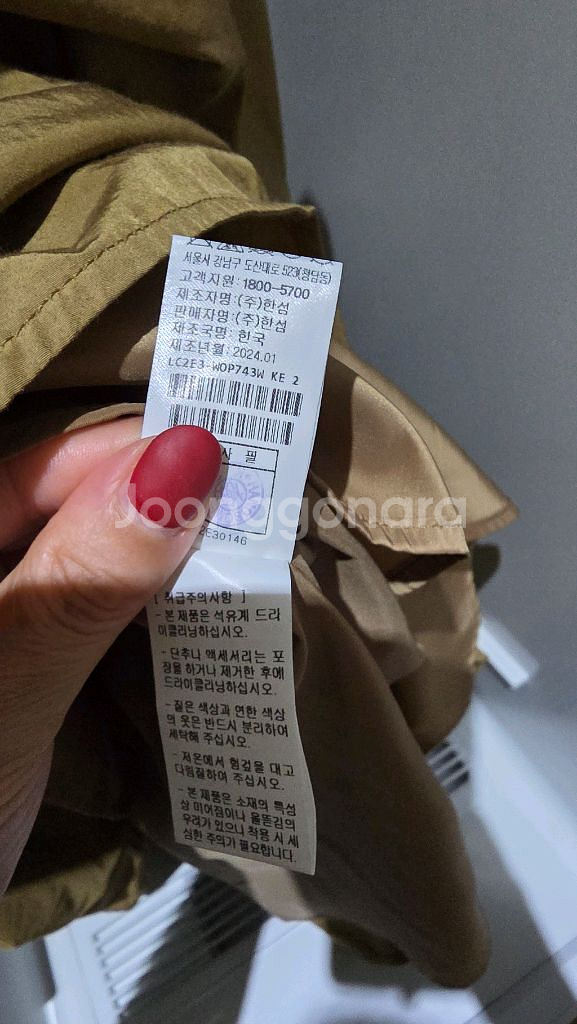 서울시 강남구 도산대로 523(청담동)
고객지원: 1800-5700
제조자명: (주)한섬
판매자명: (주)한섬
제조국명: 한국
제조년월: 2024.01
LC2E3-WOP743W KE 2
사 필
2E30146
Joonggonara
[ 취급주의사항 ]
- 본 제품은 석유계 드라
이클리닝하십시오.
- 단추나 액세서리는 포
장을 하거나 제거한 후에
드라이클리닝하십시오.
- 짙은 색상과 연한 색상
의 옷은 반드시 분리하여
세탁해 주십시오.
- 저온에서 헝겊을 대고
다림질하여 주십시오.
- 본 제품은 소재의 특성
상 미어짐이나 올뜯김의
우려가 있으니 착용 시 세
심한 주의가 필요합니다.